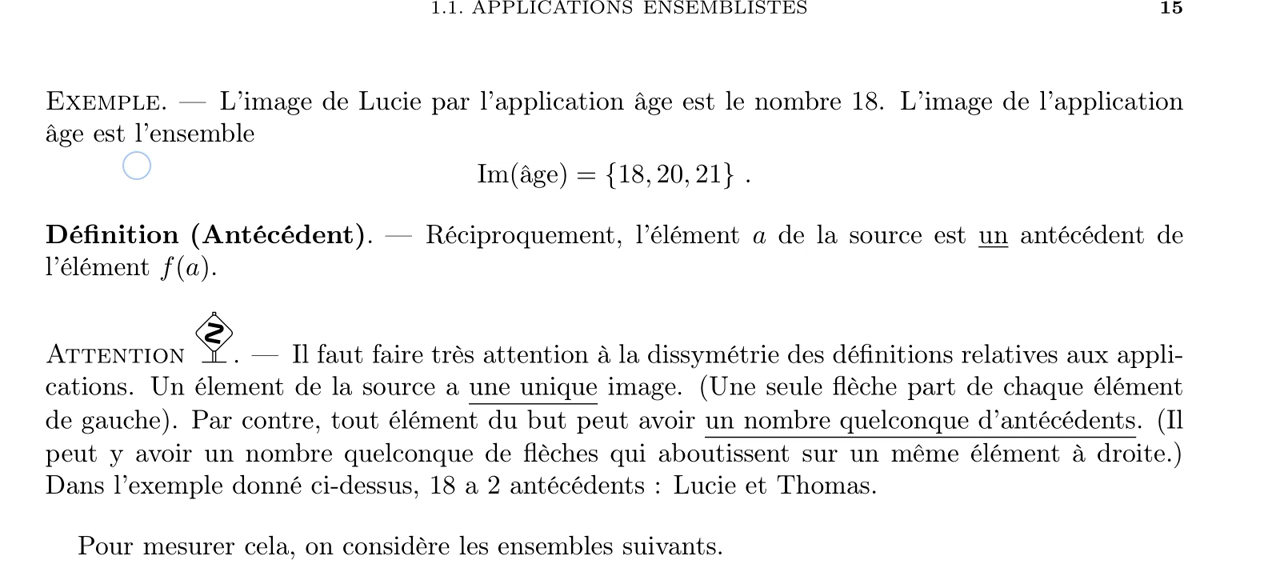 1.1. APPLICATIONS ENSEMBLISTES 15
EXEMPLE. — L'image de Lucie par l'application âge est le nombre 18. L'image de l'application
âge est l'ensemble
Im(âge) = {18, 20, 21} .
Définition (Antécédent). — Réciproquement, l'élément a de la source est un antécédent de
l'élément f(a).
ATTENTION . — Il faut faire très attention à la dissymétrie des définitions relatives aux appli-
cations. Un élement de la source a une unique image. (Une seule flèche part de chaque élément
de gauche). Par contre, tout élément du but peut avoir un nombre quelconque d'antécédents. (Il
peut y avoir un nombre quelconque de flèches qui aboutissent sur un même élément à droite.)
Dans l'exemple donné ci-dessus, 18 a 2 antécédents : Lucie et Thomas.
Pour mesurer cela, on considère les ensembles suivants.